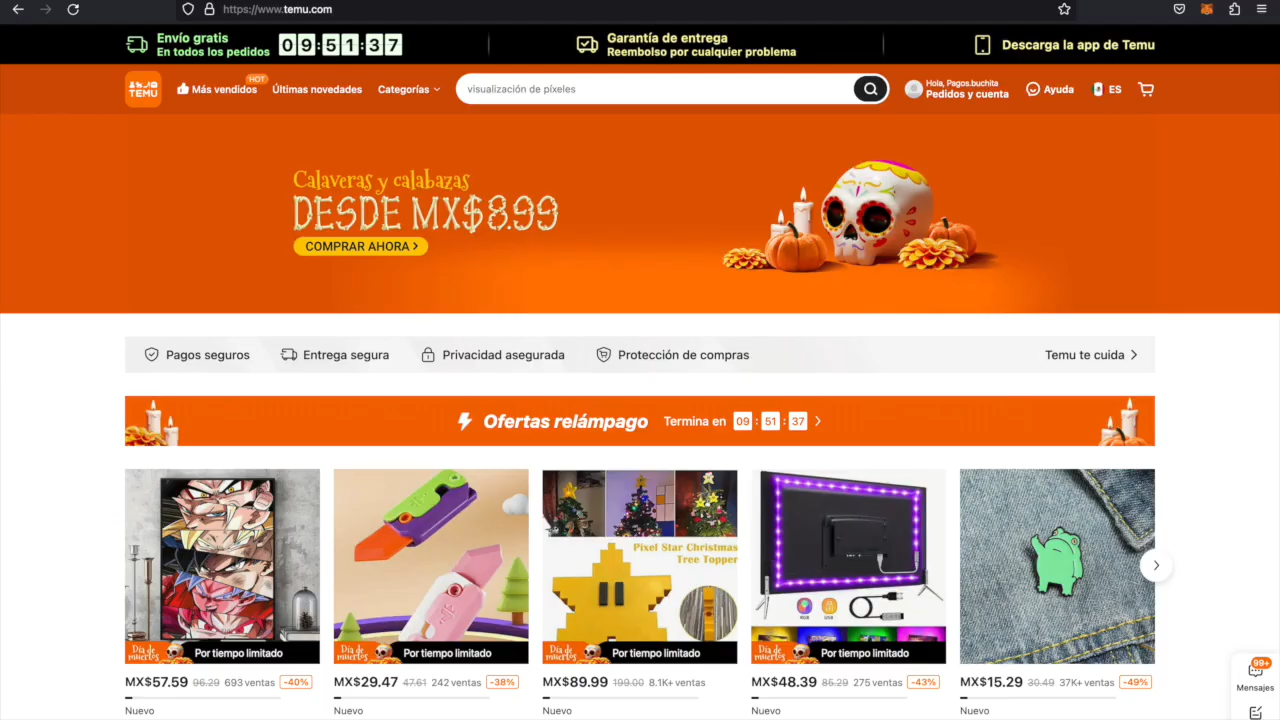 https://www.temu.com
Envío gratis
En todos los pedidos
09:51:37
Garantía de entrega
Reembolso por cualquier problema
Descarga la app de Temu
TEMU
Más vendidos
HOT
Últimas novedades
Categorías
visualización de píxeles
Hola, Pagos.buchita
Pedidos y cuenta
Ayuda
ES
Calaveras y calabazas
DESDE MX$8.99
COMPRAR AHORA >
Pagos seguros
Entrega segura
Privacidad asegurada
Protección de compras
Temu te cuida >
Ofertas relámpago
Termina en 09 : 51 : 37 >
Pixel Star Christmas
Tree Topper
RGB
USB
Día de muertos
Por tiempo limitado
Día de muertos
Por tiempo limitado
Día de muertos
Por tiempo limitado
Día de muertos
Por tiempo limitado
MX$57.59 96.29 693 ventas -40%
MX$29.47 47.61 242 ventas -38%
MX$89.99 199.00 8.1K+ ventas
MX$48.39 85.29 275 ventas -43%
MX$15.29 30.49 37K+ ventas -49%
Nuevo
Nuevo
Nuevo
Nuevo
Nuevo
99+
Mensajes